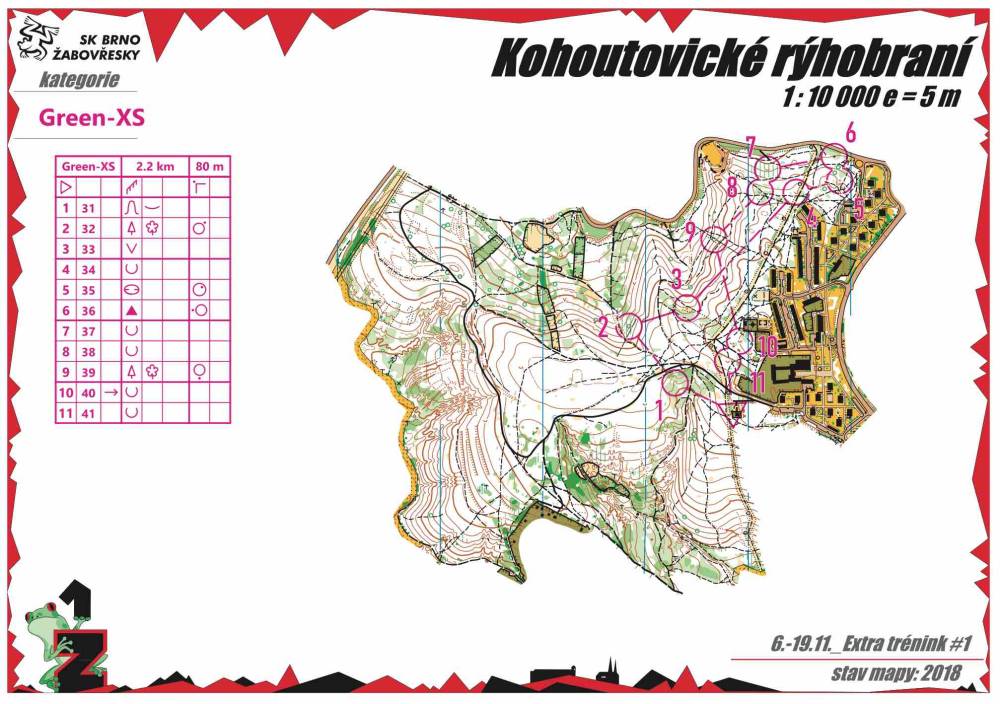 SK BRNO
ŽABOVŘESKY
kategorie
Green-XS
Kohoutovické rýhobraní
1 : 10 000 e = 5 m
Green-XS 2.2 km 80 m
1 31
2 32
3 33
4 34
5 35
6 36
7 37
8 38
9 39
10 40
11 41
6
7
8
5
4
9
3
2
10
11
1
1
Ž
6.-19.11._Extra trénink #1
stav mapy: 2018